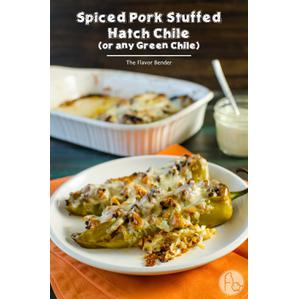 Spiced Pork Stuffed
Hatch Chile
(or any Green Chile)
The Flavor Bender